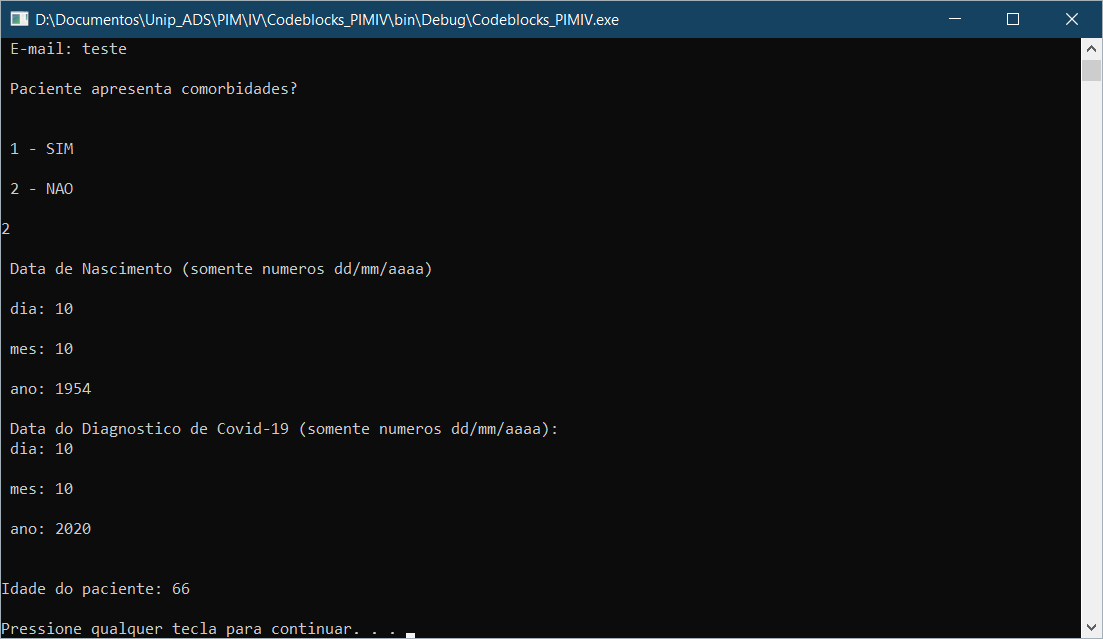 D:\Documentos\Unip_ADS\PIM\IV\Codeblocks_PIMIV\bin\Debug\Codeblocks_PIMIV.exe
E-mail: teste
Paciente apresenta comorbidades?
1 - SIM
2 - NAO
2
Data de Nascimento (somente numeros dd/mm/aaaa)
dia: 10
mes: 10
ano: 1954
Data do Diagnostico de Covid-19 (somente numeros dd/mm/aaaa):
dia: 10
mes: 10
ano: 2020
Idade do paciente: 66
Pressione qualquer tecla para continuar. . .